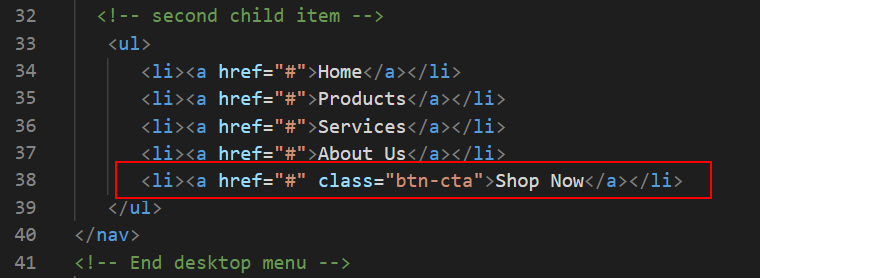 32 <!-- second child item -->
33 <ul>
34 <li><a href="#">Home</a></li>
35 <li><a href="#">Products</a></li>
36 <li><a href="#">Services</a></li>
37 <li><a href="#">About Us</a></li>
38 <li><a href="#" class="btn-cta">Shop Now</a></li>
39 </ul>
40 </nav>
41 <!-- End desktop menu -->